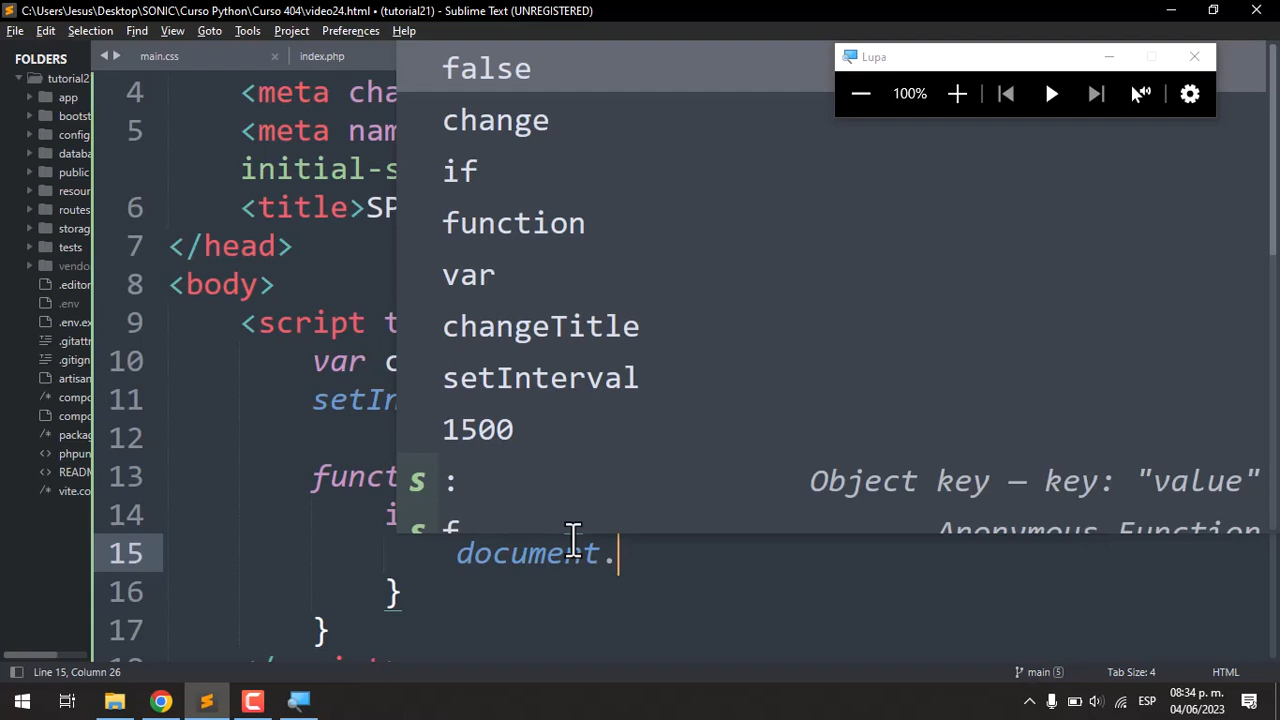 C:\Users\Jesus\Desktop\SONIC\Curso Python\Curso 404\video24.html • (tutorial21) - Sublime Text (UNREGISTERED)
File Edit Selection Find View Goto Tools Project Preferences Help
FOLDERS
tutorial2
app
bootst
config
databa
public
resour
routes
storag
tests
vendo
.editor
.env
.env.ex
.gitattr
.gitign
artisan
compo
compo
packag
phpun
README
vite.co
main.css
index.php
Lupa
100%
4 <meta cha
5 <meta nam
initial-s
6 <title>SP
7 </head>
8 <body>
9 <script t
10 var c
11 setIn
12
13 funct
14 i
15 document.
16 }
17 }
false
change
if
function
var
changeTitle
setInterval
1500
s : Object key — key: "value"
s f Anonymous Function
Line 15, Column 26
main 5
Tab Size: 4
HTML
ESP
08:34 p. m.
04/06/2023